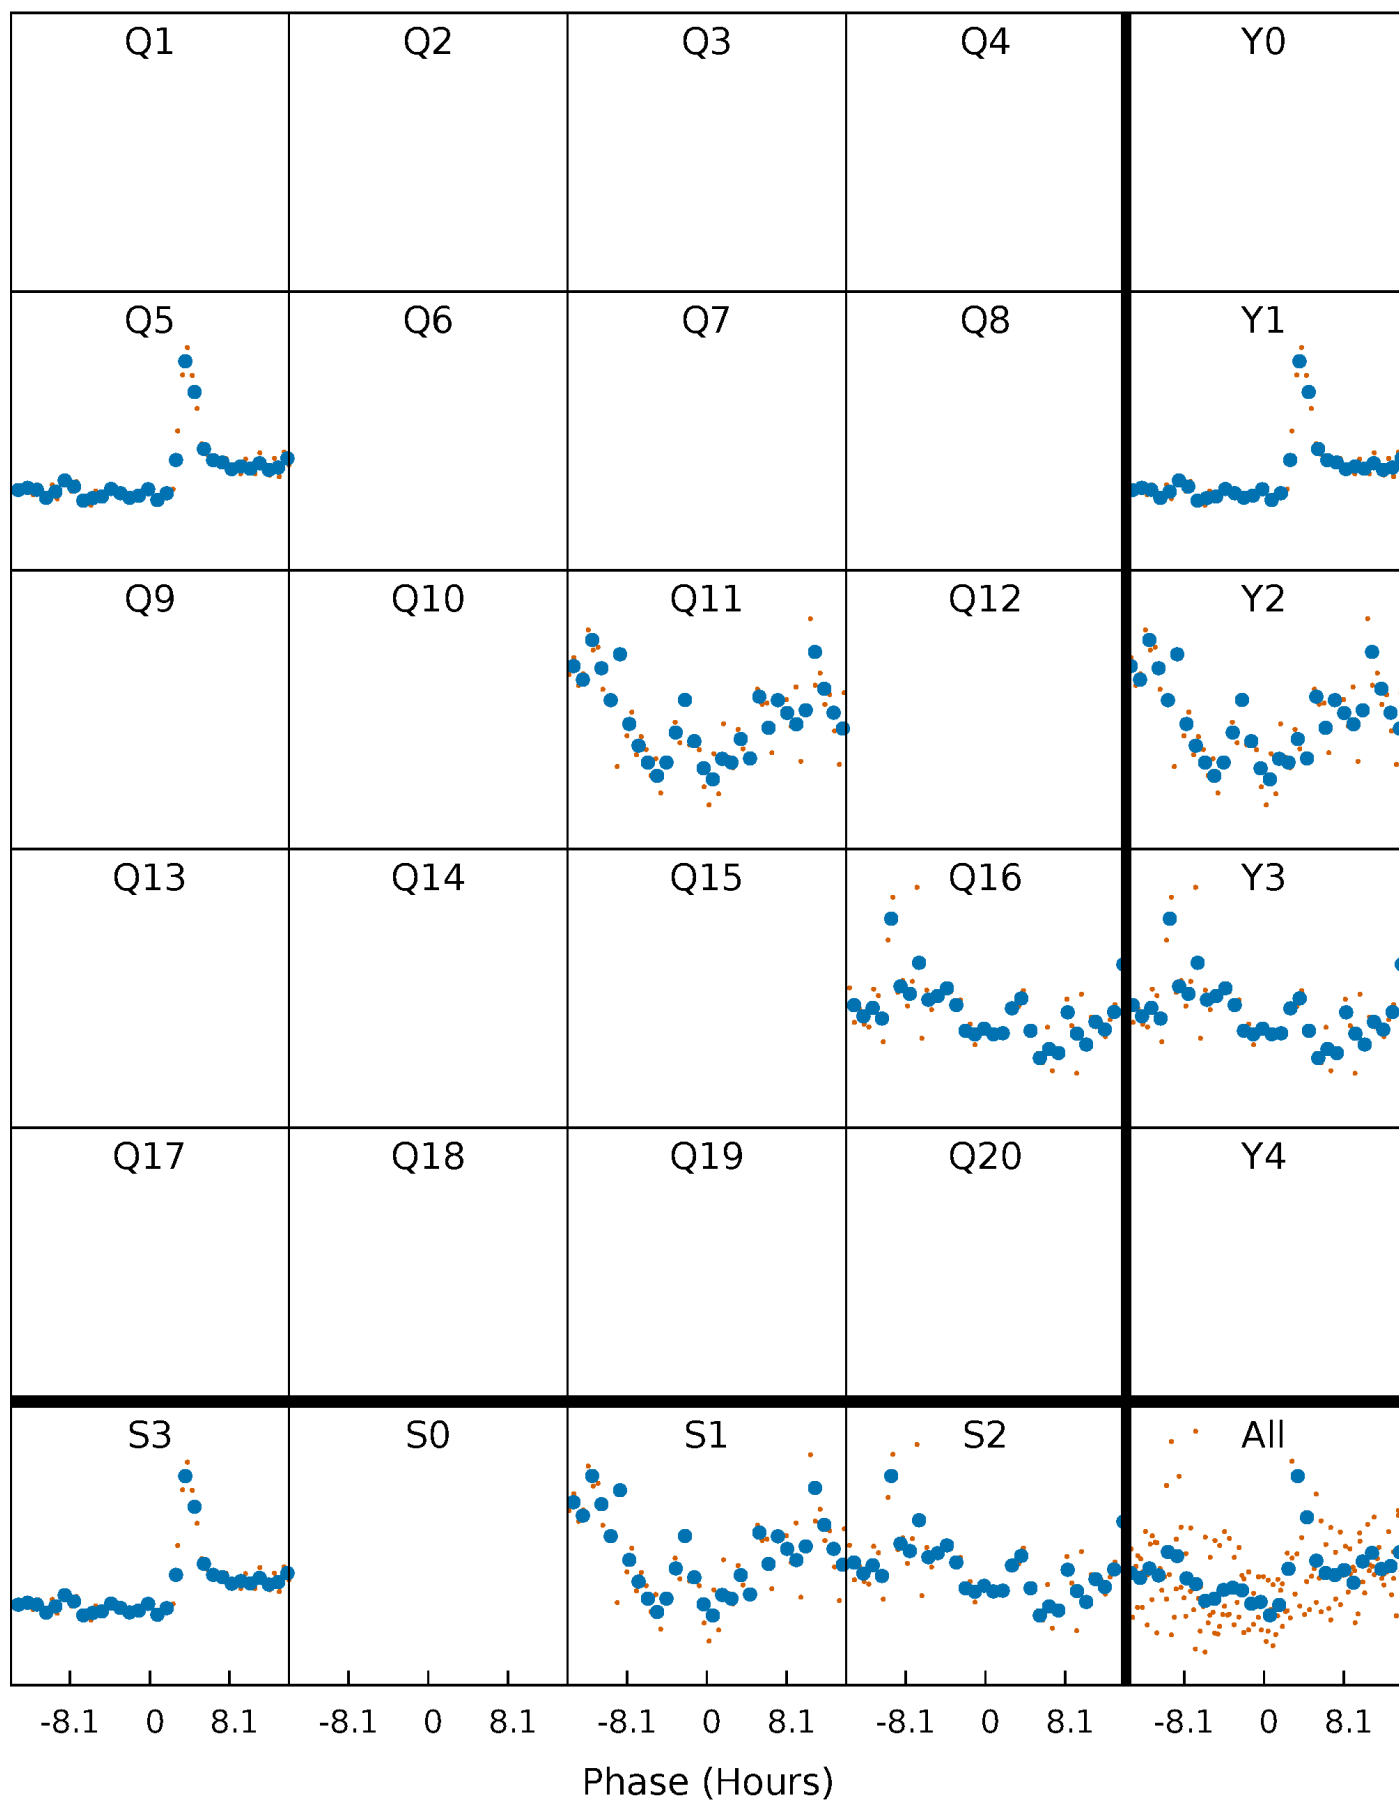 Q1 Q2 Q3 Q4 Y0
Q5 Q6 Q7 Q8 Y1
Q9 Q10 Q11 Q12 Y2
Q13 Q14 Q15 Q16 Y3
Q17 Q18 Q19 Q20 Y4
S3 S0 S1 S2 All
-8.1 0 8.1 -8.1 0 8.1 -8.1 0 8.1 -8.1 0 8.1 -8.1 0 8.1
Phase (Hours)